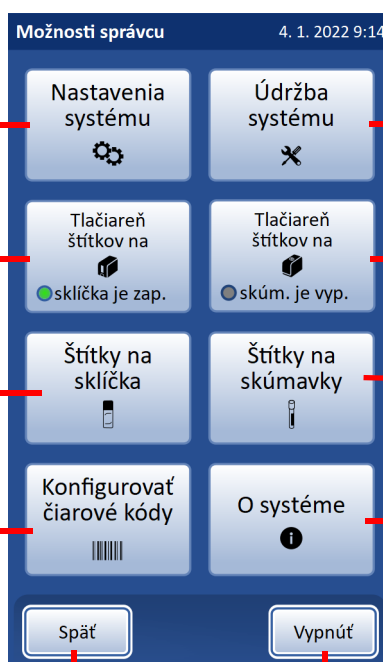 Možnosti správcu 4. 1. 2022 9:14
Nastavenia
systému
Údržba
systému
Tlačiareň
štítkov na
sklíčka je zap.
Tlačiareň
štítkov na
skúm. je vyp.
Štítky na
sklíčka
Štítky na
skúmavky
Konfigurovať
čiarové kódy
O systéme
Späť
Vypnúť